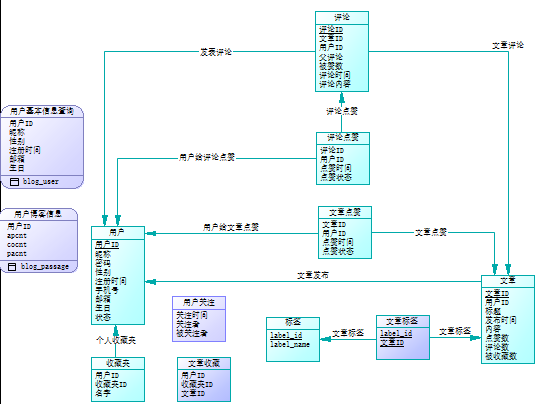 评论
评论ID
文章ID
用户ID
父评论
被赞数
评论时间
评论内容
发表评论
文章评论
评论点赞
用户基本信息查询
用户ID
昵称
性别
注册时间
邮箱
生日
blog_user
评论点赞
评论ID
用户ID
点赞时间
点赞状态
用户给评论点赞
用户博客信息
用户ID
apcnt
cocnt
pacnt
blog_passage
文章点赞
文章ID
用户ID
点赞时间
点赞状态
用户给文章点赞
文章点赞
用户
用户ID
昵称
密码
性别
注册时间
手机号
邮箱
生日
状态
文章发布
文章
文章ID
用户ID
标题
发布时间
内容
点赞数
评论数
被收藏数
用户关注
关注时间
关注者
被关注者
标签
label_id
label_name
文章标签
文章标签
label_id
文章ID
文章标签
个人收藏夹
收藏夹
用户ID
收藏夹ID
名字
文章收藏
用户ID
收藏夹ID
文章ID